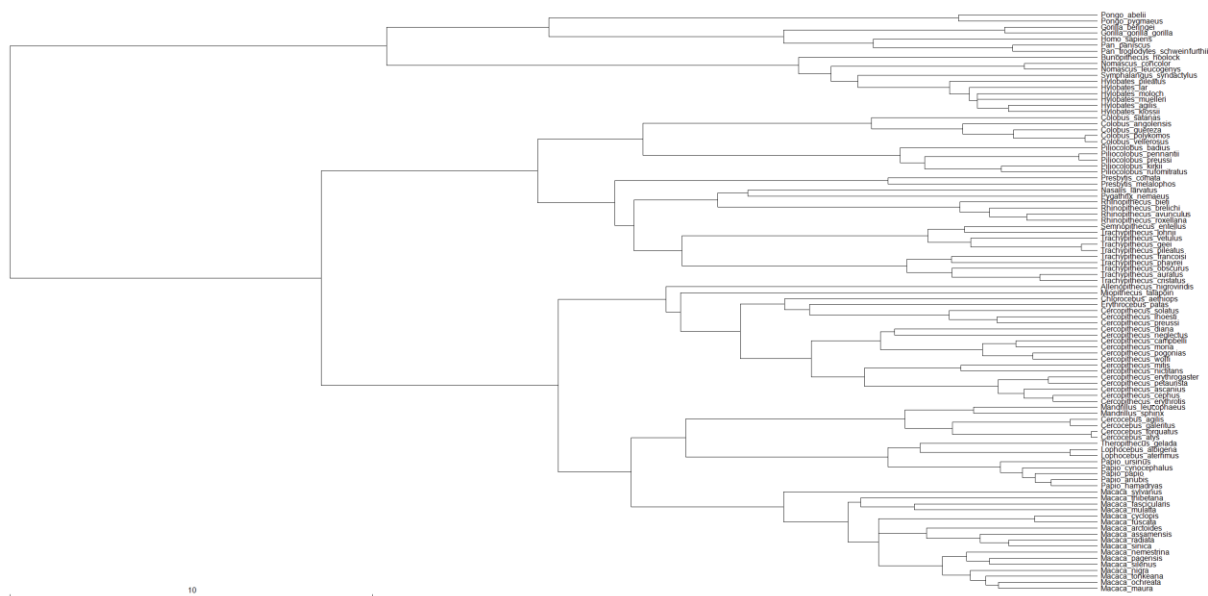 Pongo_abelii
Pongo_pygmaeus
Gorilla_beringei
Gorilla_gorilla_gorilla
Homo_sapiens
Pan_paniscus
Pan_troglodytes_schweinfurthii
Bunopithecus_hoolock
Nomascus_concolor
Nomascus_leucogenys
Symphalangus_syndactylus
Hylobates_pileatus
Hylobates_lar
Hylobates_moloch
Hylobates_muelleri
Hylobates_agilis
Hylobates_klossii
Colobus_satanas
Colobus_angolensis
Colobus_guereza
Colobus_polykomos
Colobus_vellerosus
Piliocolobus_badius
Piliocolobus_pennantii
Piliocolobus_preussi
Piliocolobus_kirkii
Piliocolobus_rufomitratus
Presbytis_comata
Presbytis_melalophos
Nasalis_larvatus
Pygathrix_nemaeus
Rhinopithecus_bieti
Rhinopithecus_brelichi
Rhinopithecus_avunculus
Rhinopithecus_roxellana
Semnopithecus_entellus
Trachypithecus_johnii
Trachypithecus_vetulus
Trachypithecus_geei
Trachypithecus_pileatus
Trachypithecus_francoisi
Trachypithecus_phayrei
Trachypithecus_obscurus
Trachypithecus_auratus
Trachypithecus_cristatus
Allenopithecus_nigroviridis
Miopithecus_talapoin
Chlorocebus_aethiops
Erythrocebus_patas
Cercopithecus_solatus
Cercopithecus_lhoesti
Cercopithecus_preussi
Cercopithecus_diana
Cercopithecus_neglectus
Cercopithecus_campbelli
Cercopithecus_mona
Cercopithecus_pogonias
Cercopithecus_wolfi
Cercopithecus_mitis
Cercopithecus_nictitans
Cercopithecus_erythrogaster
Cercopithecus_petaurista
Cercopithecus_ascanius
Cercopithecus_cephus
Cercopithecus_erythrotis
Mandrillus_leucophaeus
Mandrillus_sphinx
Cercocebus_agilis
Cercocebus_galeritus
Cercocebus_torquatus
Cercocebus_atys
Theropithecus_gelada
Lophocebus_albigena
Lophocebus_aterrimus
Papio_ursinus
Papio_cynocephalus
Papio_papio
Papio_anubis
Papio_hamadryas
Macaca_sylvanus
Macaca_thibetana
Macaca_fascicularis
Macaca_mulatta
Macaca_cyclopis
Macaca_fuscata
Macaca_arctoides
Macaca_assamensis
Macaca_radiata
Macaca_sinica
Macaca_nemestrina
Macaca_pagensis
Macaca_silenus
Macaca_nigra
Macaca_tonkeana
Macaca_ochreata
Macaca_maura
10